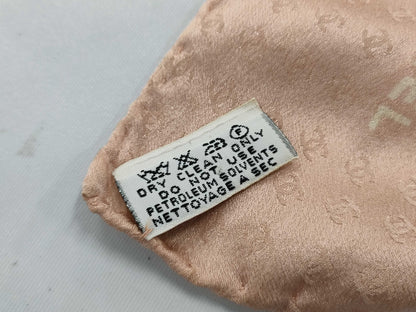 F
DRY CLEAN ONLY
DO NOT USE
PETROLEUM SOLVENTS
NETTOYAGE A SEC